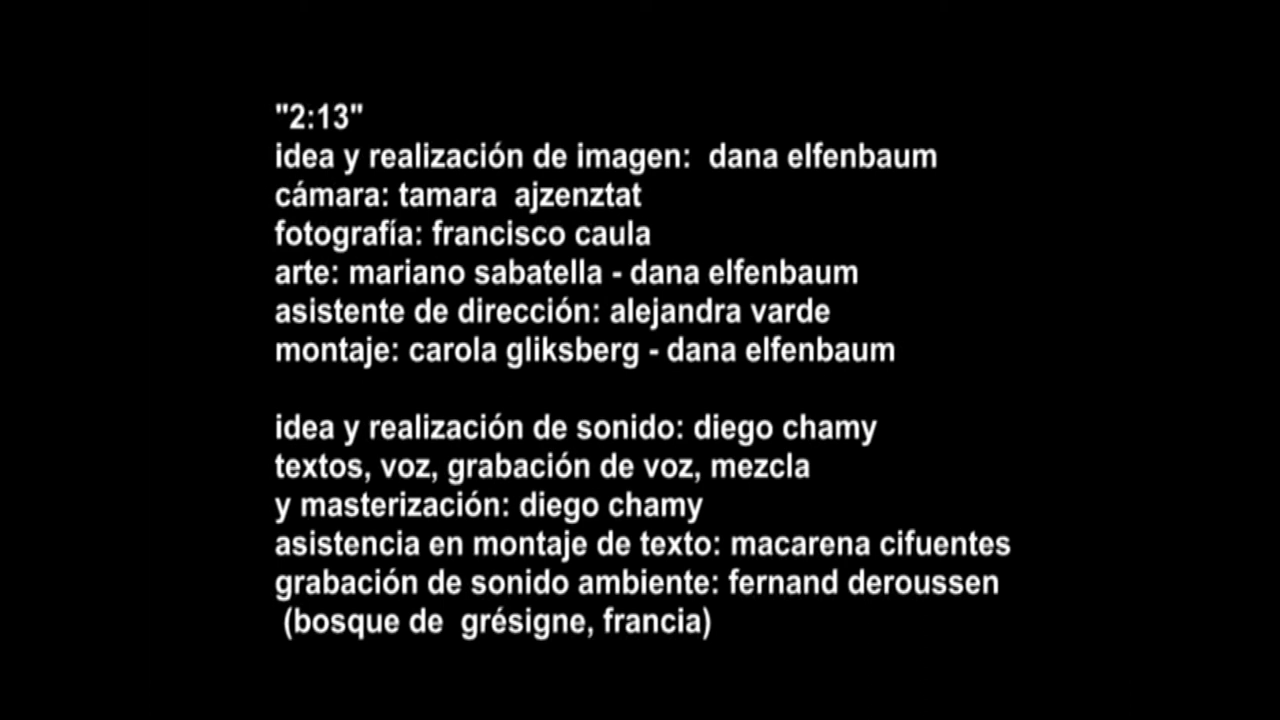 "2:13"
idea y realización de imagen:  dana elfenbaum
cámara: tamara  ajzenztat
fotografía: francisco caula
arte: mariano sabatella - dana elfenbaum
asistente de dirección: alejandra varde
montaje: carola gliksberg - dana elfenbaum

idea y realización de sonido: diego chamy
textos, voz, grabación de voz, mezcla
y masterización: diego chamy
asistencia en montaje de texto: macarena cifuentes
grabación de sonido ambiente: fernand deroussen
(bosque de  grésigne, francia)